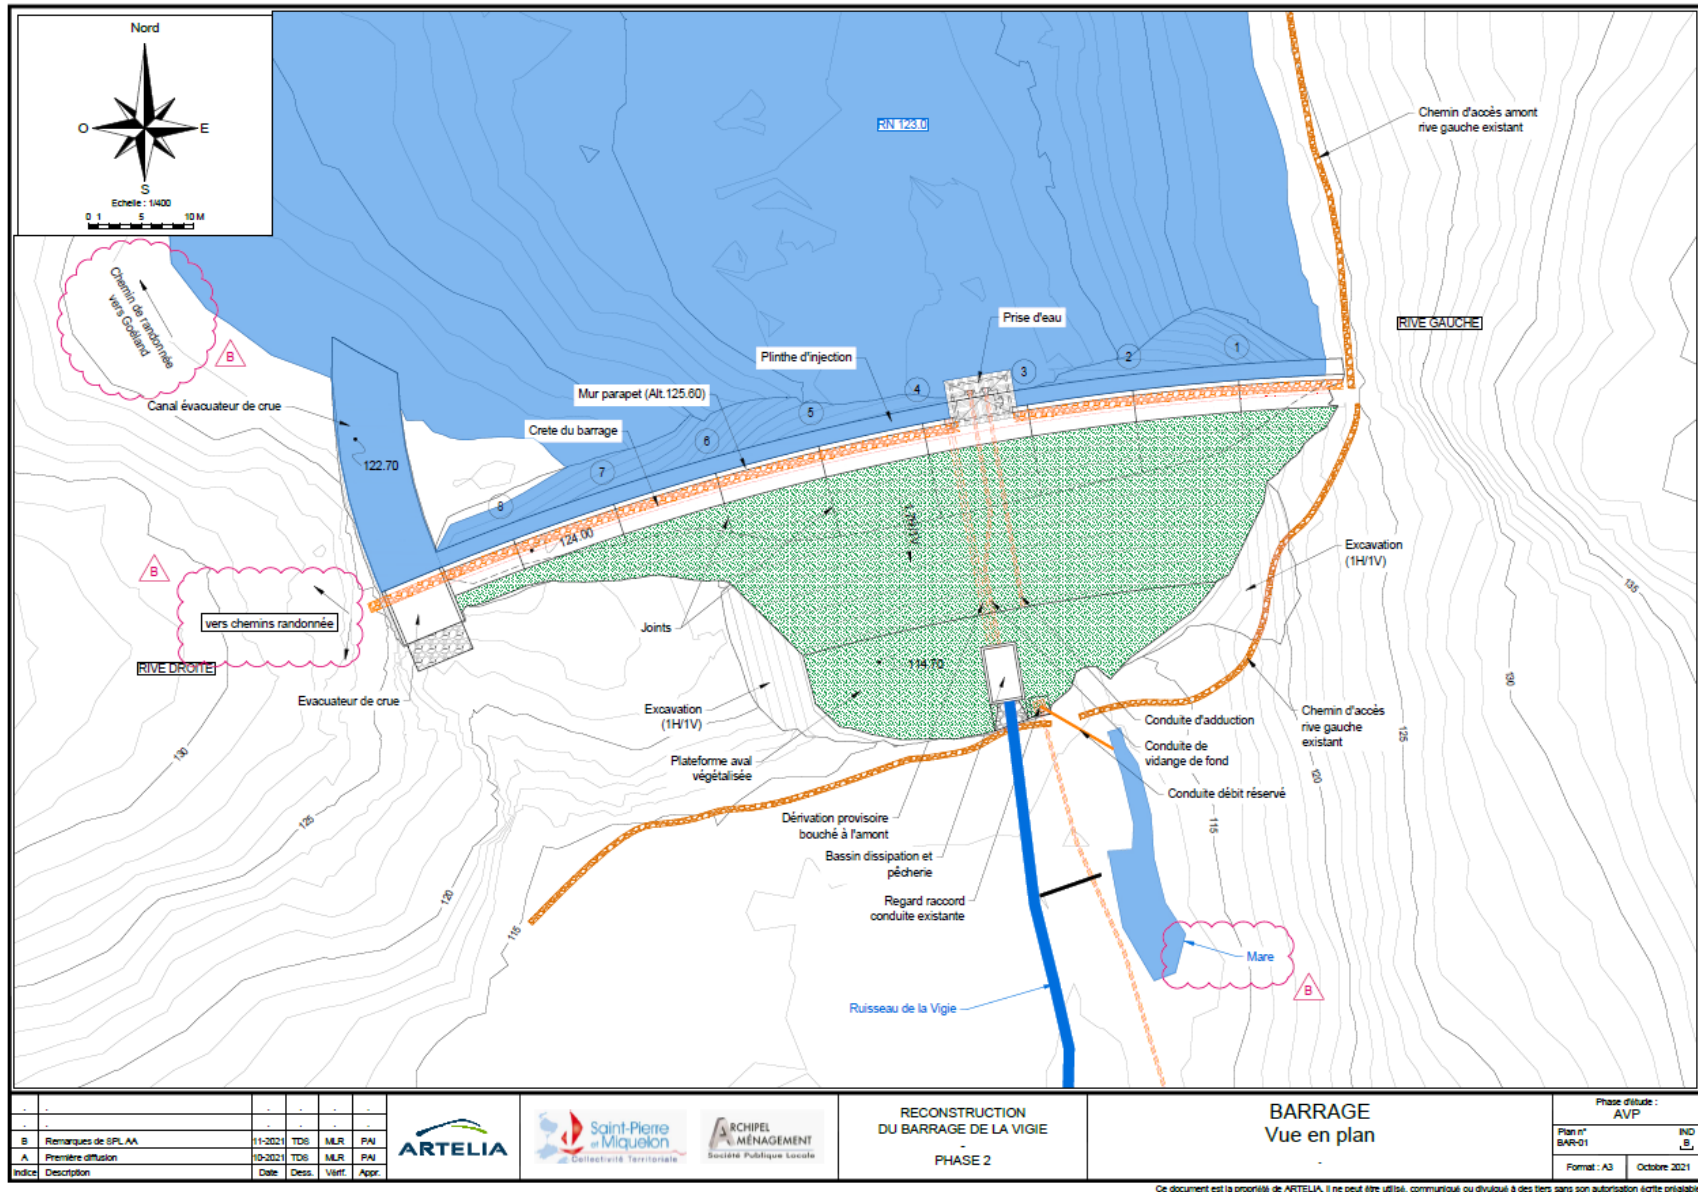 Nord
O
E
S
Echelle : 1/400
0 1 5 10 M
RN 123.0
Chemin d'accès amont
rive gauche existant
RIVE GAUCHE
Chemin de randonnée
vers Goéland
B
Prise d'eau
Plinthe d'injection
Mur parapet (Alt.125.60)
Crete du barrage
Canal évacuateur de crue
122.70
1
2
3
4
5
6
7
8
124.00
B
vers chemins randonnée
RIVE DROITE
Evacuateur de crue
Joints
Excavation
(1H/1V)
114.70
Excavation
(1H/1V)
Plateforme aval
végétalisée
Dérivation provisoire
bouché à l'amont
Bassin dissipation et
pêcherie
Regard raccord
conduite existante
Conduite d'adduction
Conduite de
vidange de fond
Conduite débit réservé
Chemin d'accès
rive gauche
existant
Mare
B
Ruisseau de la Vigie
130
125
120
115
115
120
125
130
135
B Remarques de SPL AA 11-2021 TDS MLR PAI
A Première diffusion 10-2021 TDS MLR PAI
Indice Description Date Dess. Vérif. Appr.
ARTELIA
Saint-Pierre
et Miquelon
Collectivité Territoriale
ARCHIPEL
AMÉNAGEMENT
Société Publique Locale
RECONSTRUCTION
DU BARRAGE DE LA VIGIE
-
PHASE 2
BARRAGE
Vue en plan
-
Phase d'étude :
AVP
Plan n° IND
BAR-01 B
Format : A3 Octobre 2021
Ce document est la propriété de ARTELIA. Il ne peut être utilisé, communiqué ou divulgué à des tiers sans son autorisation écrite préalable